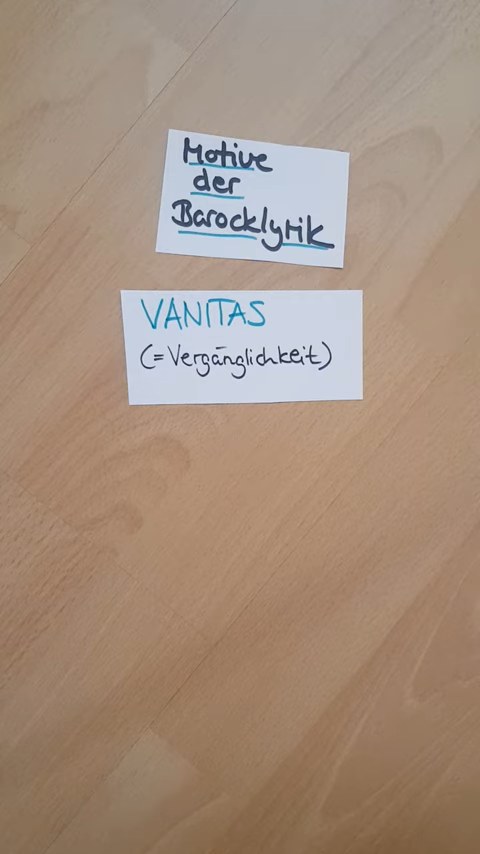 Motive
der
Barocklyrik
VANITAS
(= Vergänglichkeit)